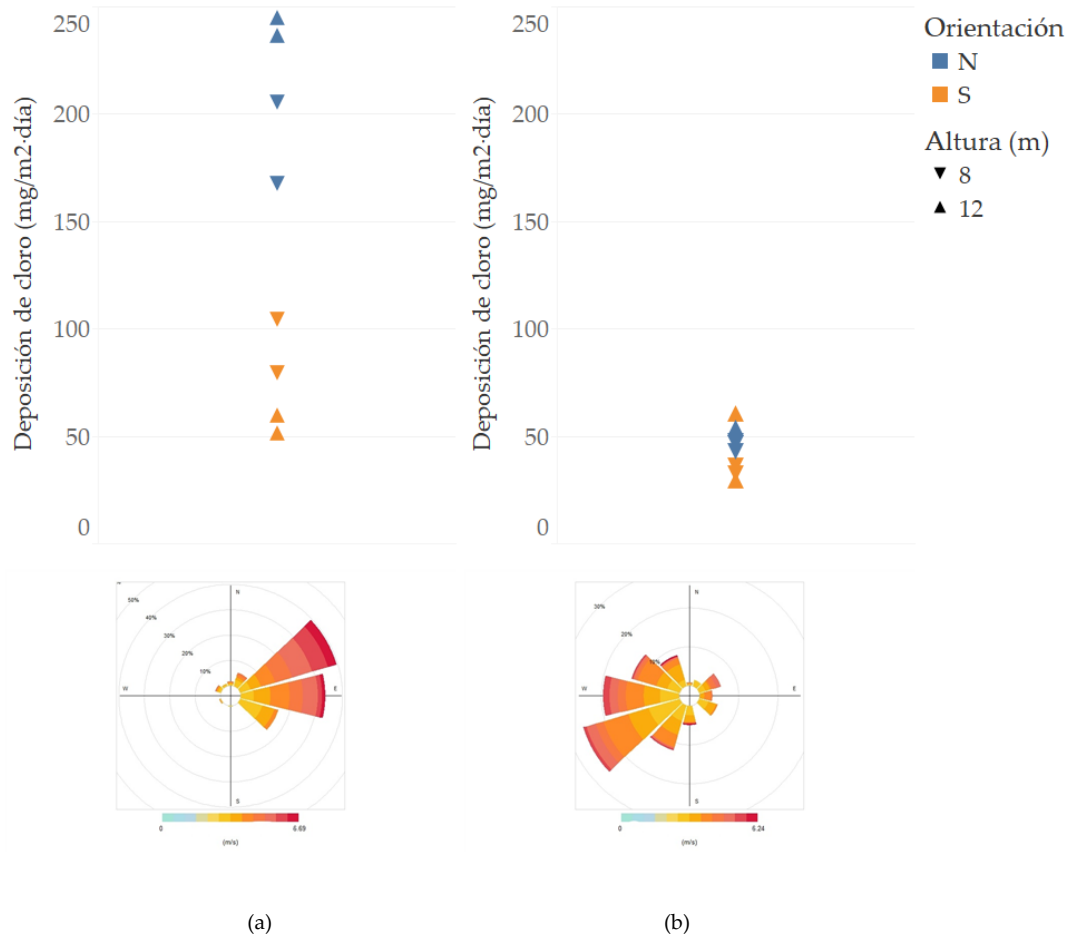 Deposición de cloro (mg/m2·día)
250
200
150
100
50
0
Deposición de cloro (mg/m2·día)
250
200
150
100
50
0
Orientación
N
S
Altura (m)
8
12
50%
40%
30%
20%
10%
N
W
E
S
0
6.69
(m/s)
30%
20%
10%
N
W
E
S
0
6.24
(m/s)
(a)
(b)